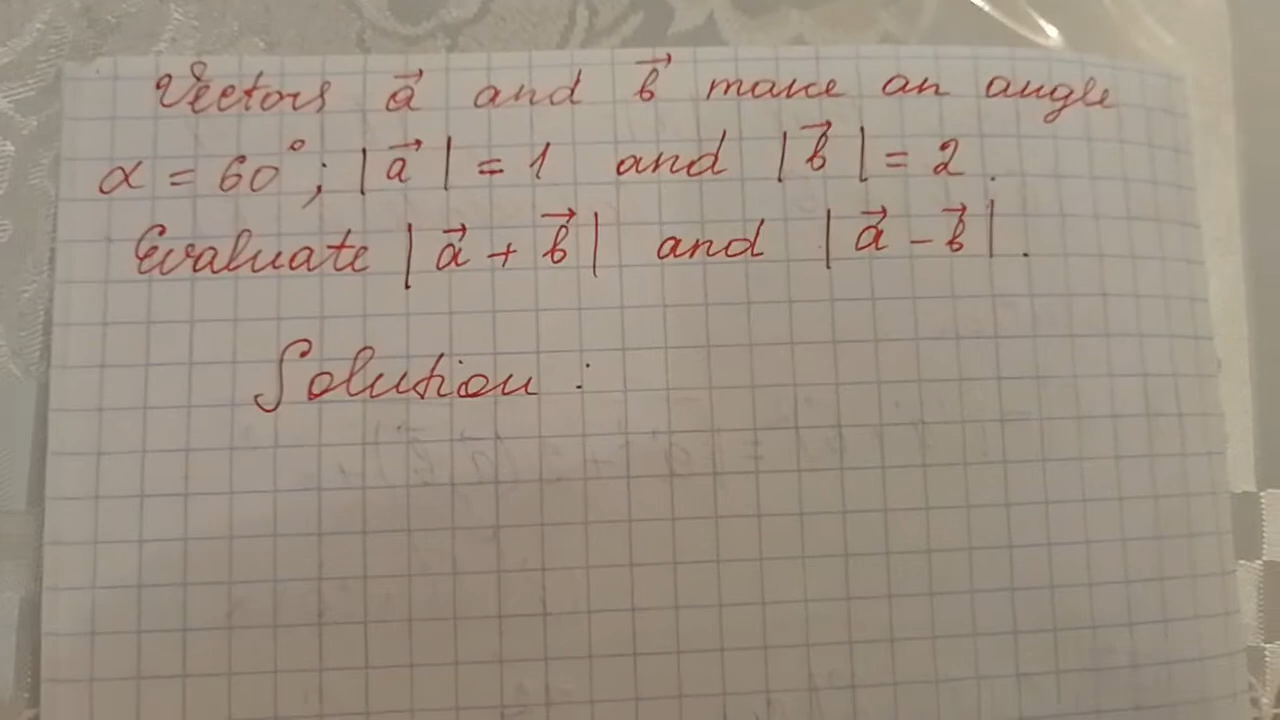 Vectors a⃗ and b⃗ make an angle
α = 60°; |a⃗| = 1 and |b⃗| = 2.
Evaluate |a⃗ + b⃗| and |a⃗ - b⃗|.
Solution: